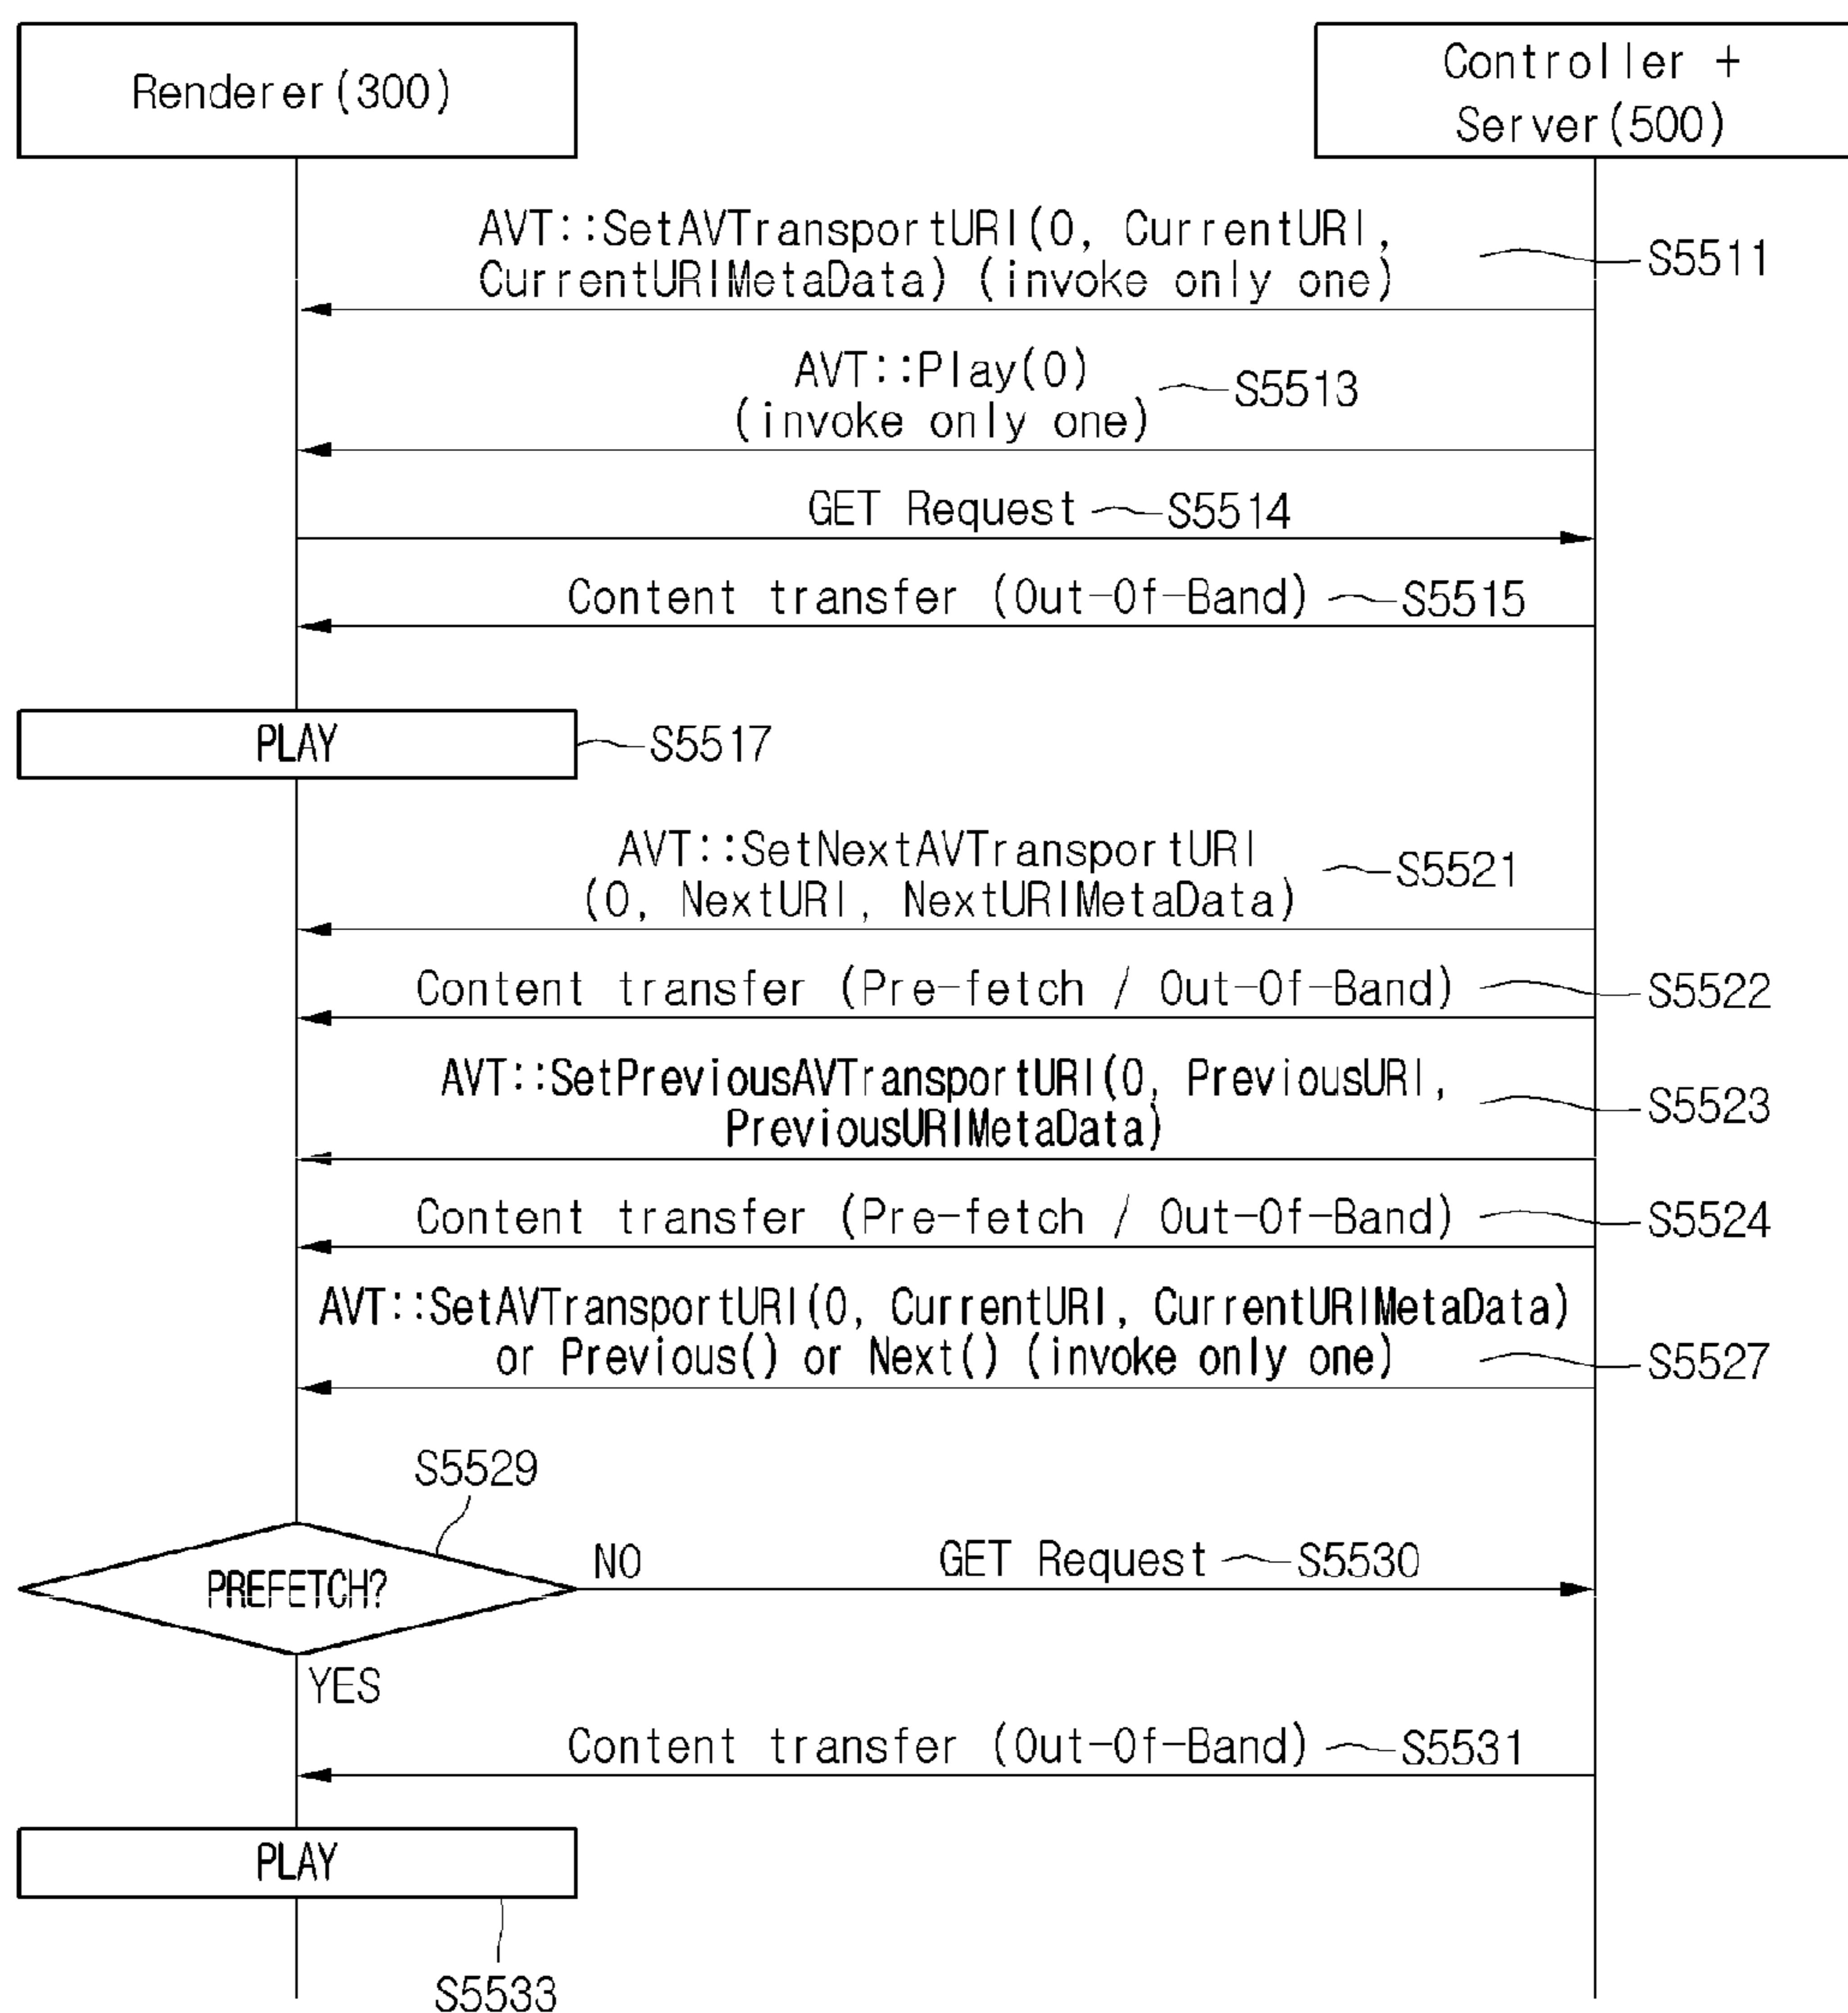 Renderer(300)
Controller +
Server(500)
AVT::SetAVTransportURI(0, CurrentURI,
CurrentURIMetaData) (invoke only one)
S5511
AVT::Play(0)
(invoke only one)
S5513
GET Request
S5514
Content transfer (Out-Of-Band)
S5515
PLAY
S5517
AVT::SetNextAVTransportURI
(0, NextURI, NextURIMetaData)
S5521
Content transfer (Pre-fetch / Out-Of-Band)
S5522
AVT::SetPreviousAVTransportURI(0, PreviousURI,
PreviousURIMetaData)
S5523
Content transfer (Pre-fetch / Out-Of-Band)
S5524
AVT::SetAVTransportURI(0, CurrentURI, CurrentURIMetaData)
or Previous() or Next() (invoke only one)
S5527
S5529
PREFETCH?
NO
GET Request
S5530
YES
Content transfer (Out-Of-Band)
S5531
PLAY
S5533